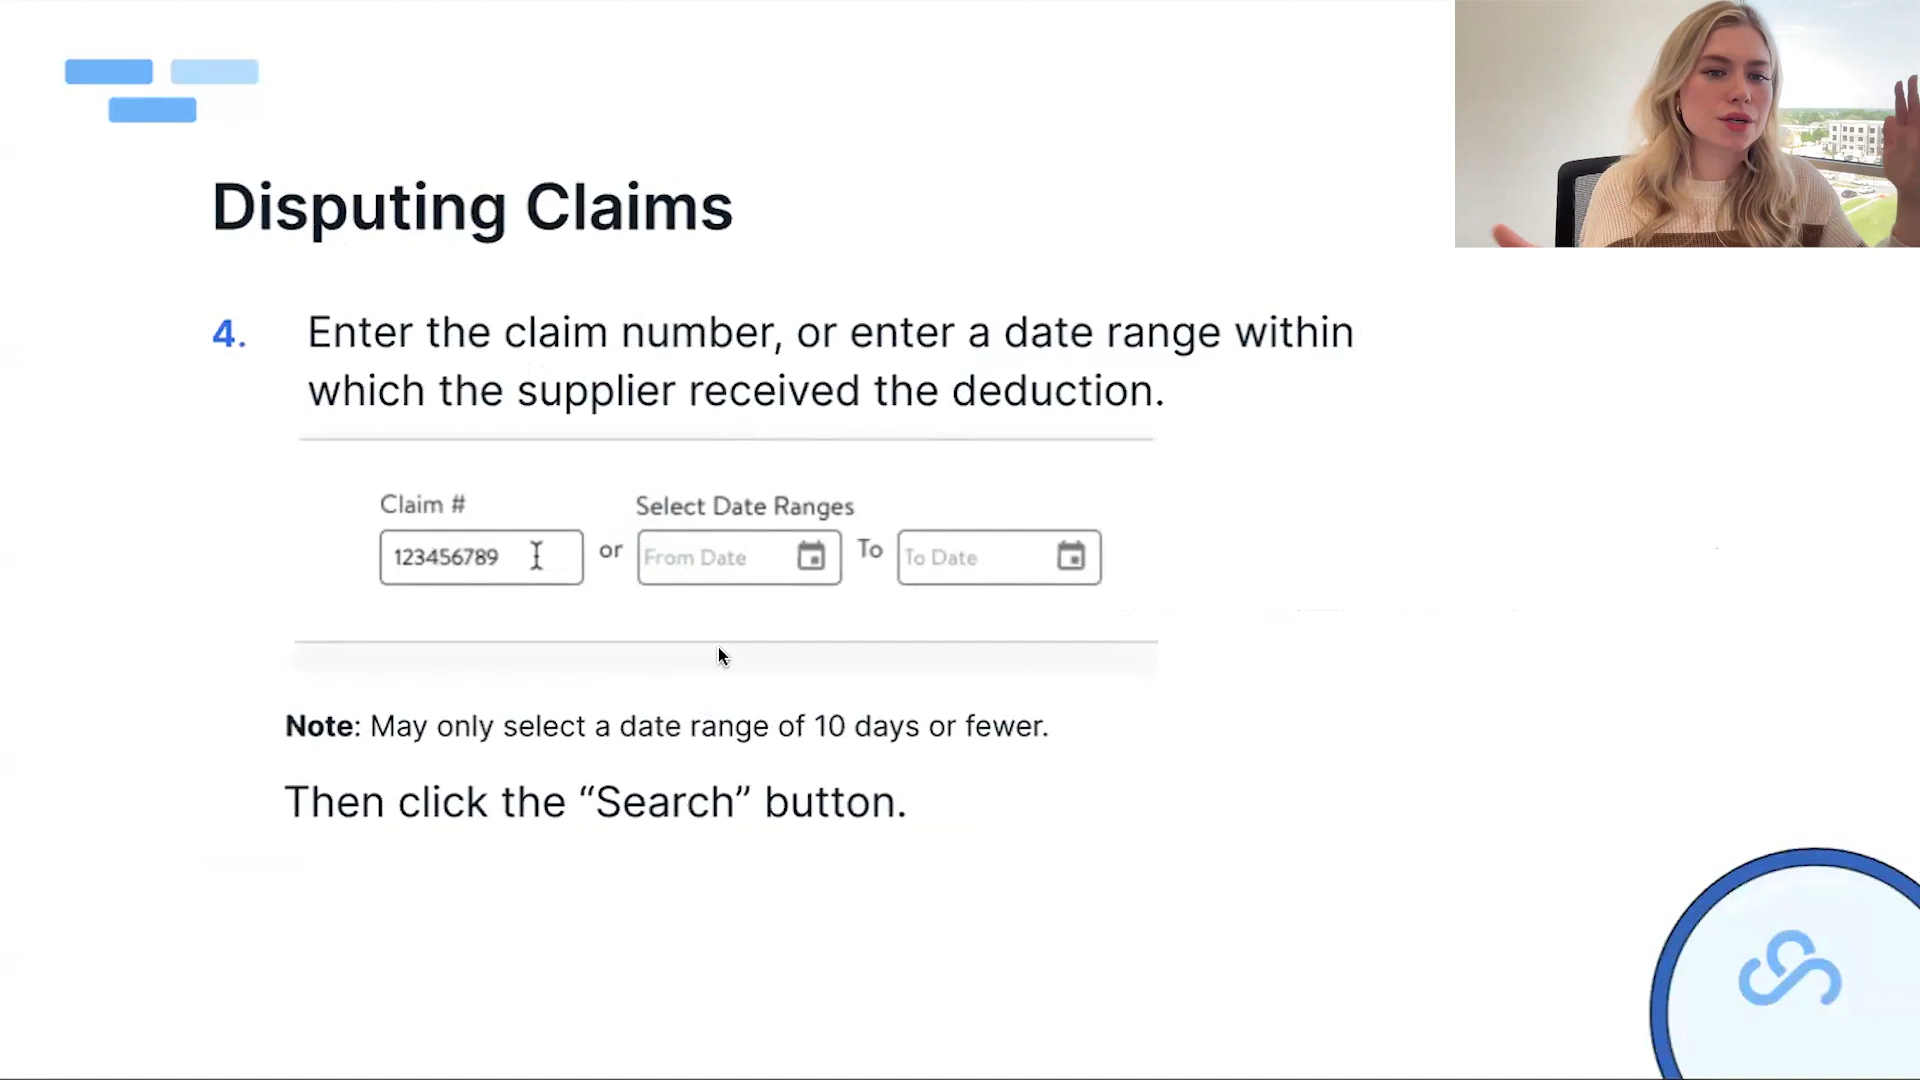 Disputing Claims
4. Enter the claim number, or enter a date range within
which the supplier received the deduction.
Claim # Select Date Ranges
123456789 or From Date To To Date
Note: May only select a date range of 10 days or fewer.
Then click the “Search” button.